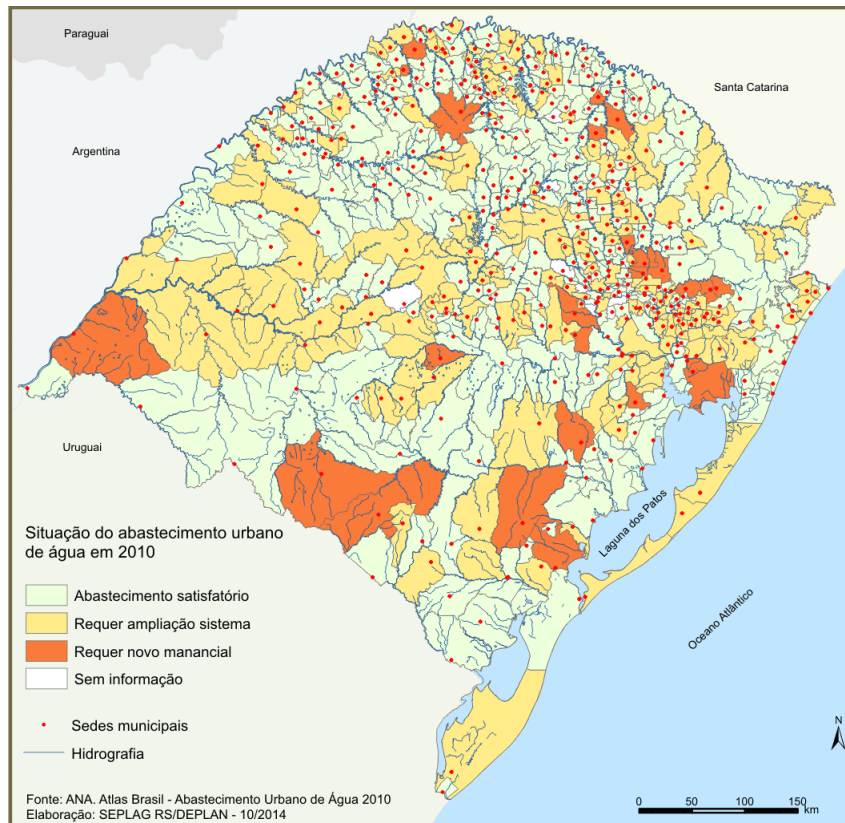 Paraguai
Santa Catarina
Argentina
Uruguai
Laguna dos Patos
Oceano Atlântico
Situação do abastecimento urbano
de água em 2010
Abastecimento satisfatório
Requer ampliação sistema
Requer novo manancial
Sem informação
Sedes municipais
Hidrografia
N
Fonte: ANA. Atlas Brasil - Abastecimento Urbano de Água 2010
Elaboração: SEPLAG RS/DEPLAN - 10/2014
0 50 100 150
km